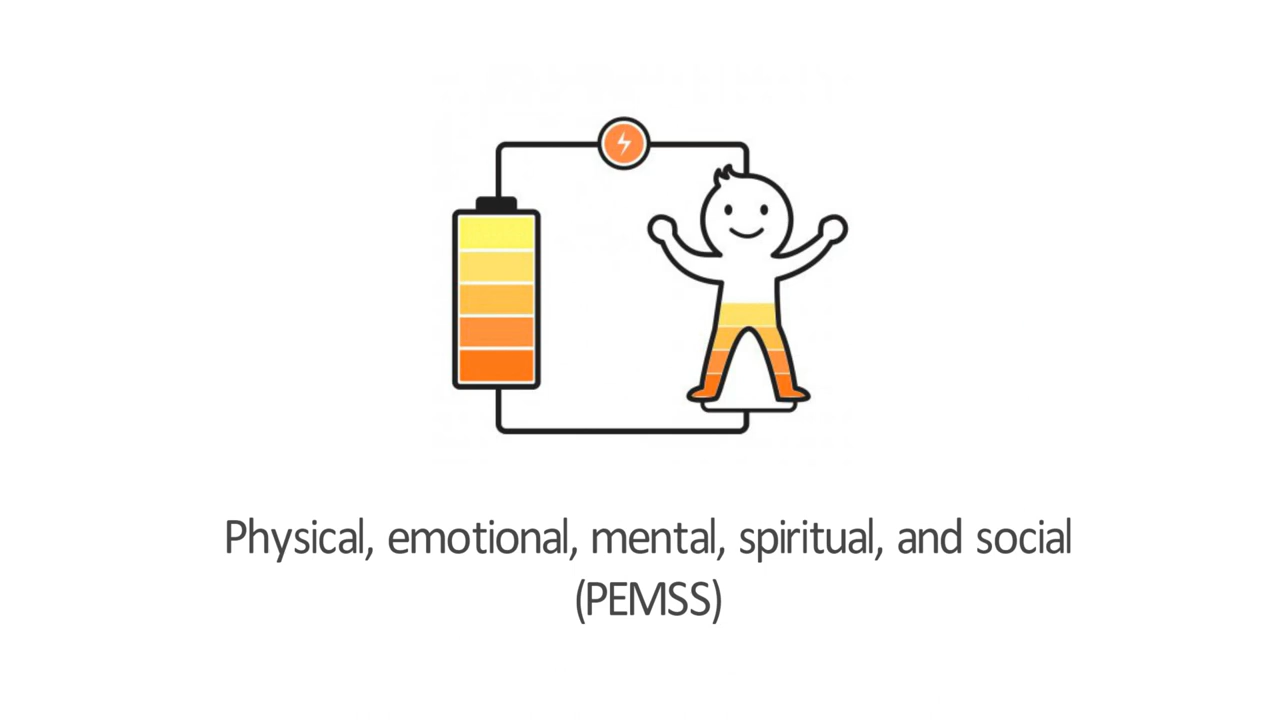 Physical, emotional, mental, spiritual, and social
(PEMSS)